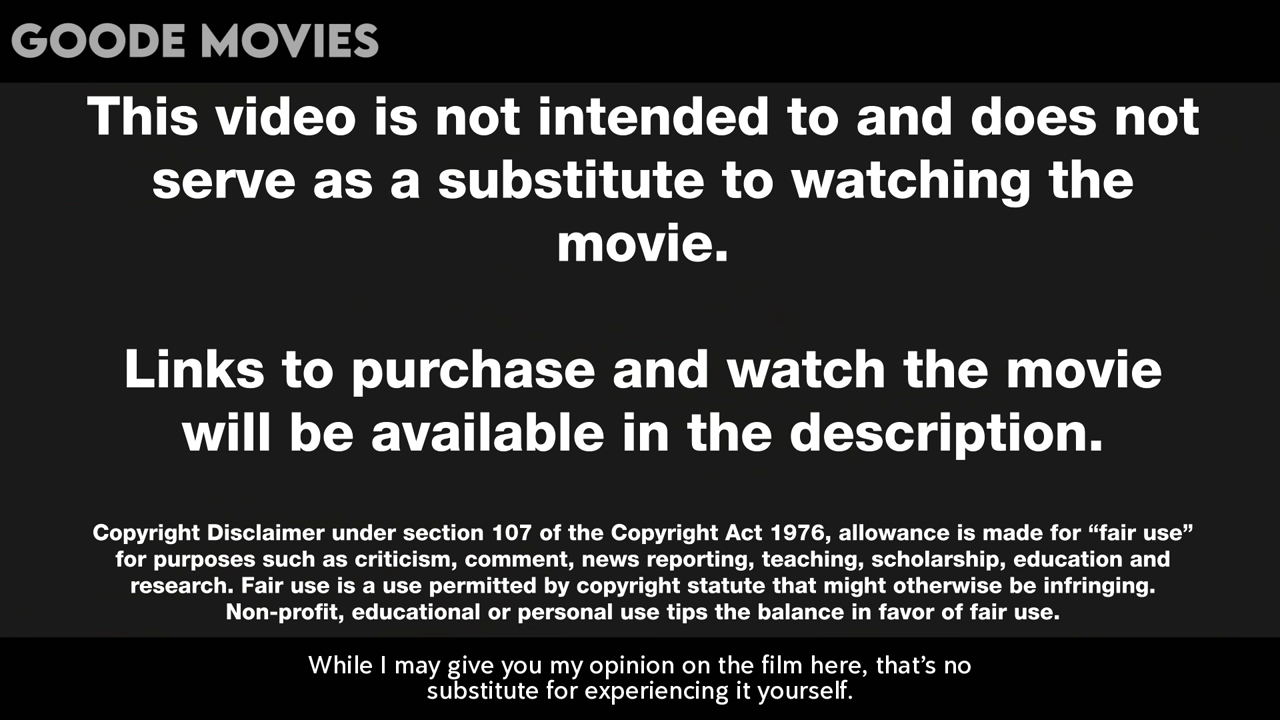 GOODE MOVIES
This video is not intended to and does not
serve as a substitute to watching the
movie.
Links to purchase and watch the movie
will be available in the description.
Copyright Disclaimer under section 107 of the Copyright Act 1976, allowance is made for “fair use”
for purposes such as criticism, comment, news reporting, teaching, scholarship, education and
research. Fair use is a use permitted by copyright statute that might otherwise be infringing.
Non-profit, educational or personal use tips the balance in favor of fair use.
While I may give you my opinion on the film here, that’s no
substitute for experiencing it yourself.